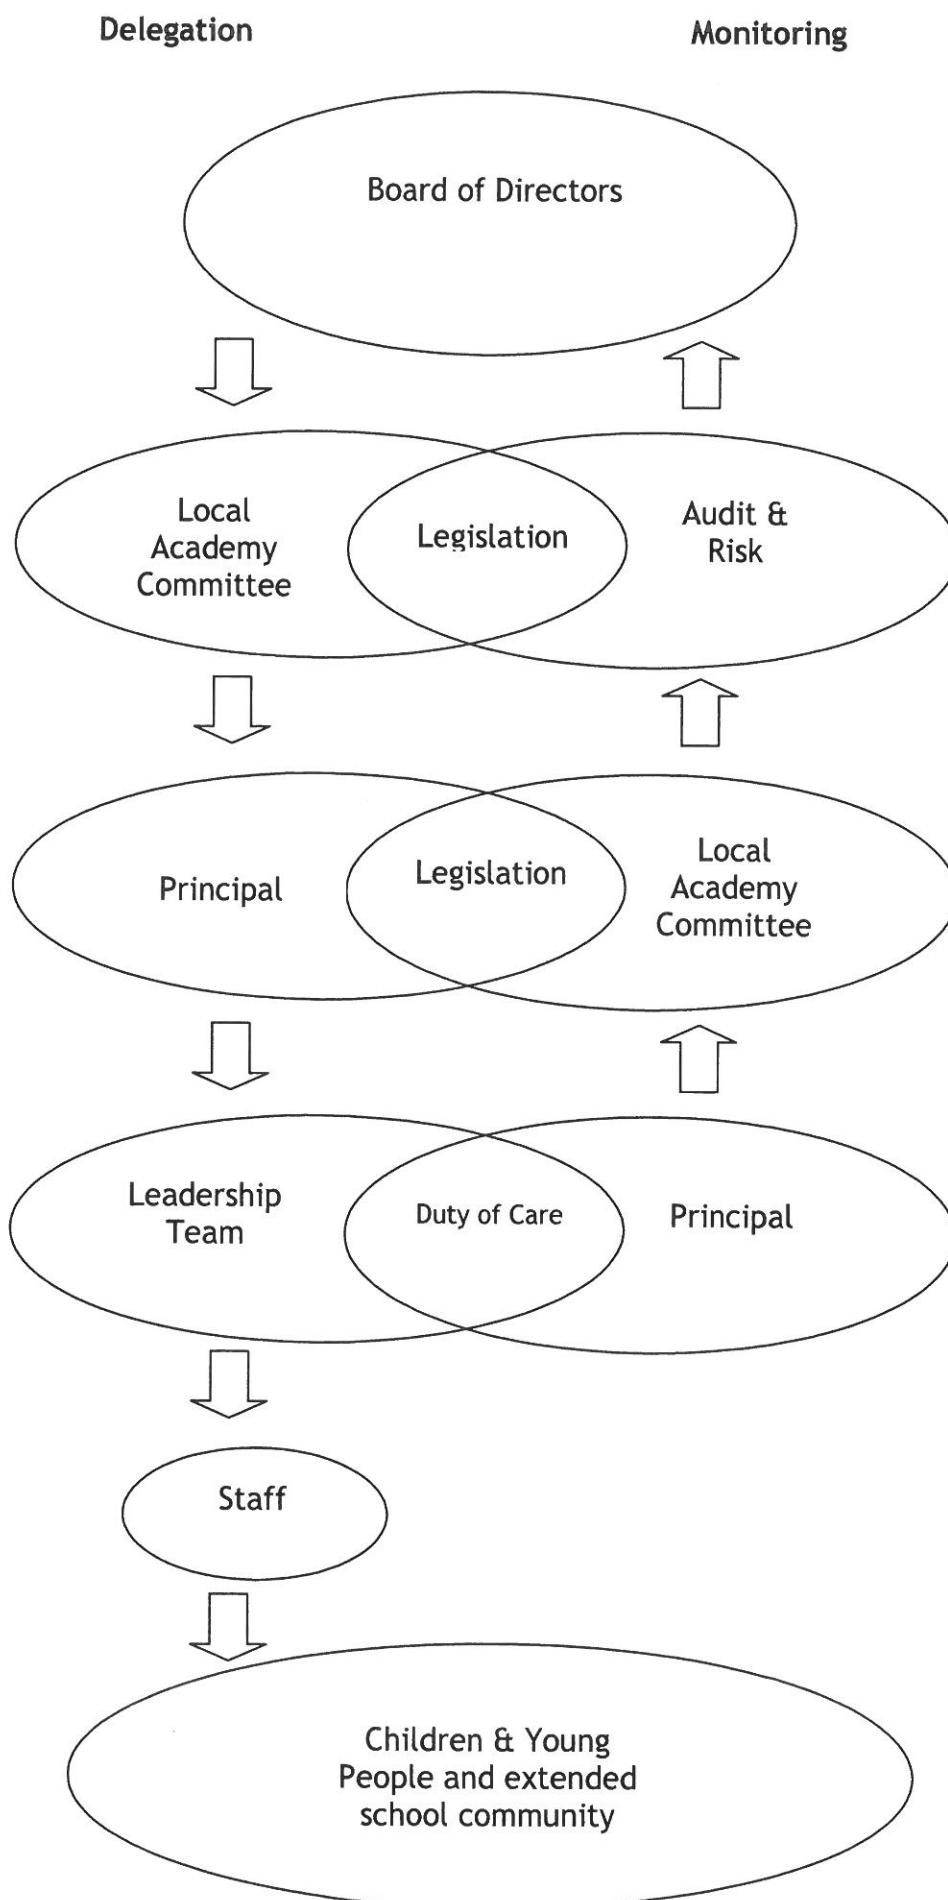 Delegation
Monitoring
Board of Directors
Local
Academy
Committee
Legislation
Audit &
Risk
Principal
Legislation
Local
Academy
Committee
Leadership
Team
Duty of Care
Principal
Staff
Children & Young
People and extended
school community